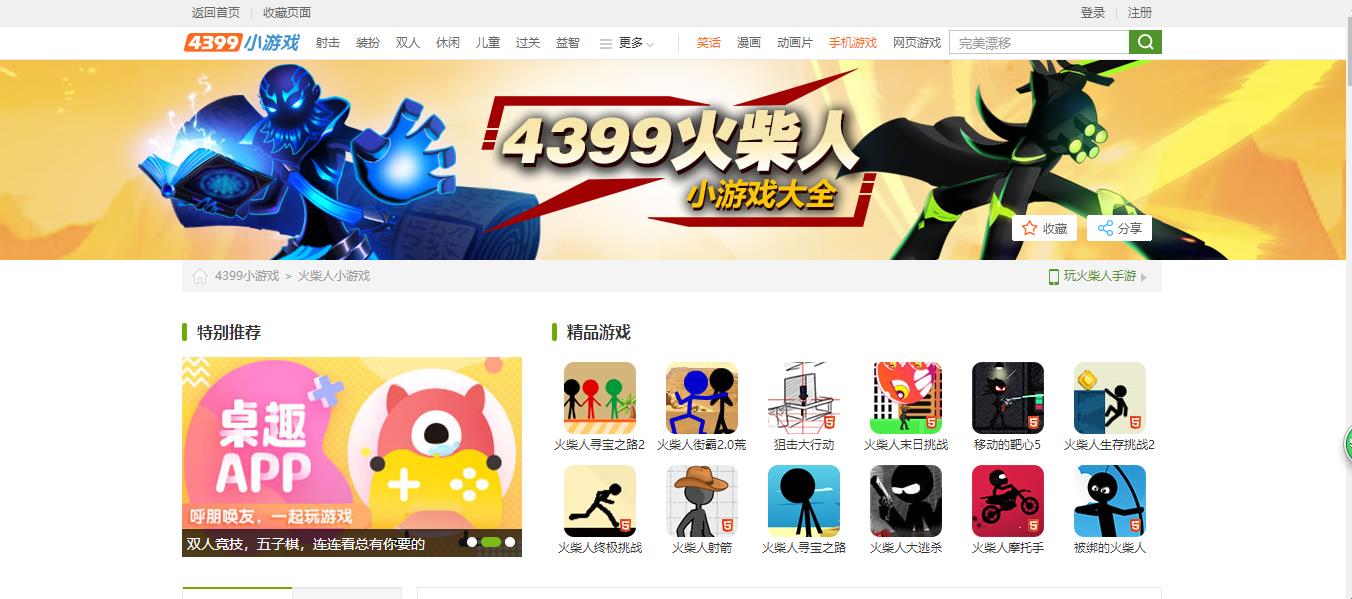 返回首页 收藏页面 登录 注册
4399小游戏 射击 装扮 双人 休闲 儿童 过关 益智 更多 笑话 漫画 动画片 手机游戏 网页游戏 完美漂移
4399火柴人
小游戏大全
收藏 分享
4399小游戏 > 火柴人小游戏 玩火柴人手游
特别推荐 精品游戏
桌趣
APP
呼朋唤友，一起玩游戏
双人竞技，五子棋，连连看总有你要的
火柴人寻宝之路2 火柴人街霸2.0荒 狙击大行动 火柴人末日挑战 移动的靶心5 火柴人生存挑战2
火柴人终极挑战 火柴人射箭 火柴人寻宝之路 火柴人大逃杀 火柴人摩托手 被绑的火柴人